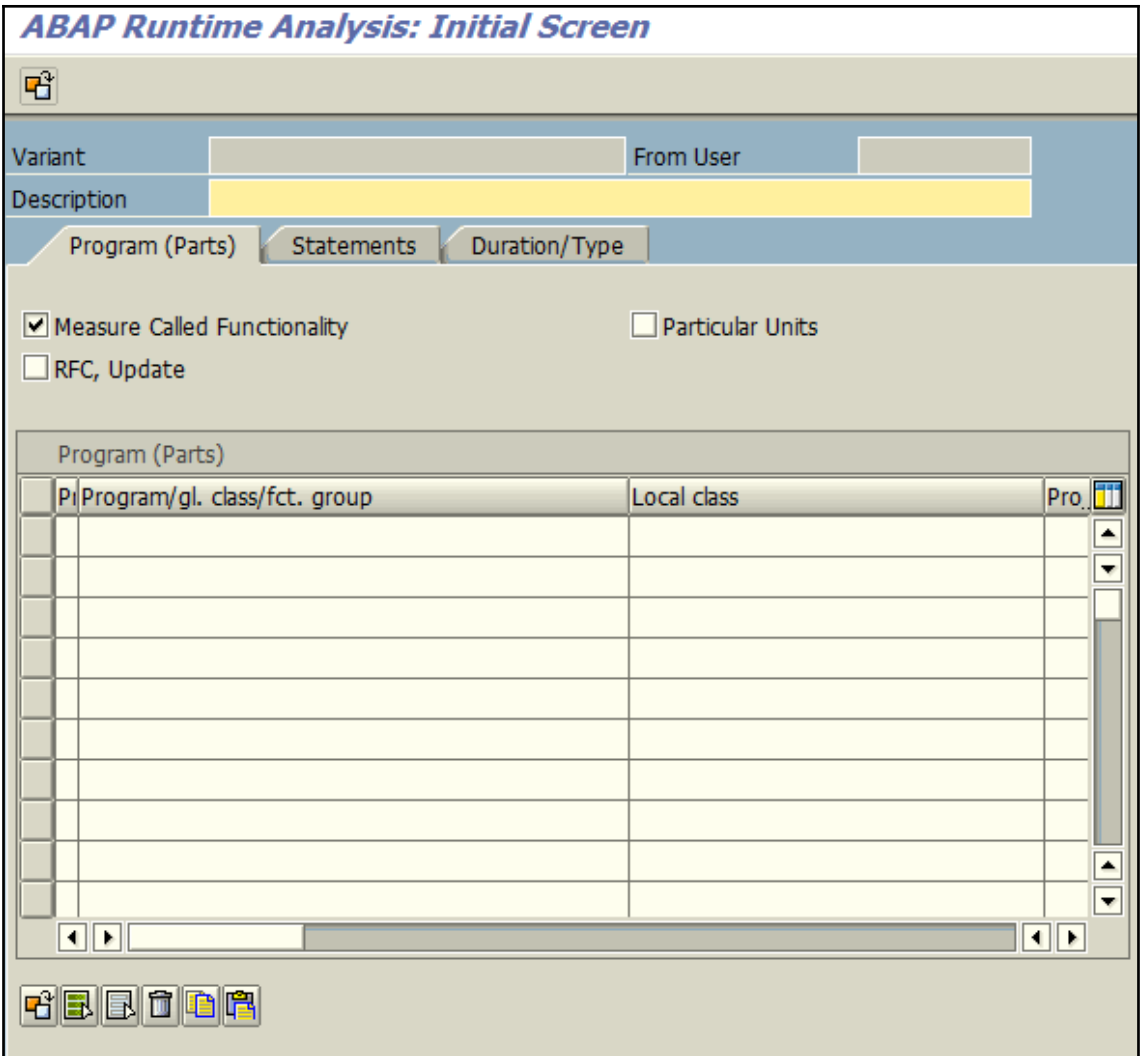 ABAP Runtime Analysis: Initial Screen
Variant From User
Description
Program (Parts) Statements Duration/Type
Measure Called Functionality Particular Units
RFC, Update
Program (Parts)
Pr Program/gl. class/fct. group Local class Pro..